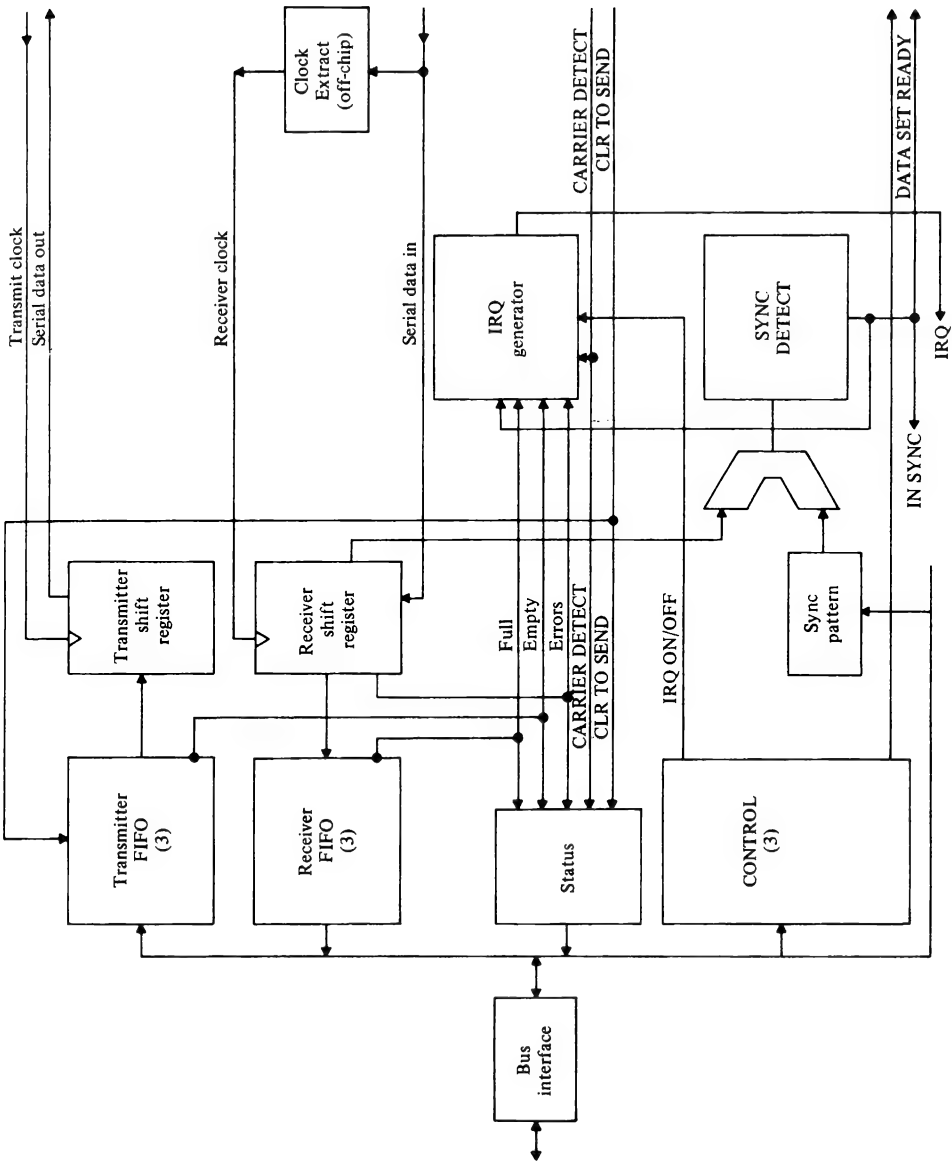 Transmit clock
Serial data out
Clock
Extract
(off-chip)
Receiver clock
Serial data in
CARRIER DETECT
CLR TO SEND
DATA SET READY
Transmitter
shift
register
Receiver
shift
register
IRQ
generator
SYNC
DETECT
IRQ
IN SYNC
Full
Empty
Errors
CARRIER DETECT
CLR TO SEND
IRQ ON/OFF
Sync
pattern
Transmitter
FIFO
(3)
Receiver
FIFO
(3)
Status
CONTROL
(3)
Bus
interface